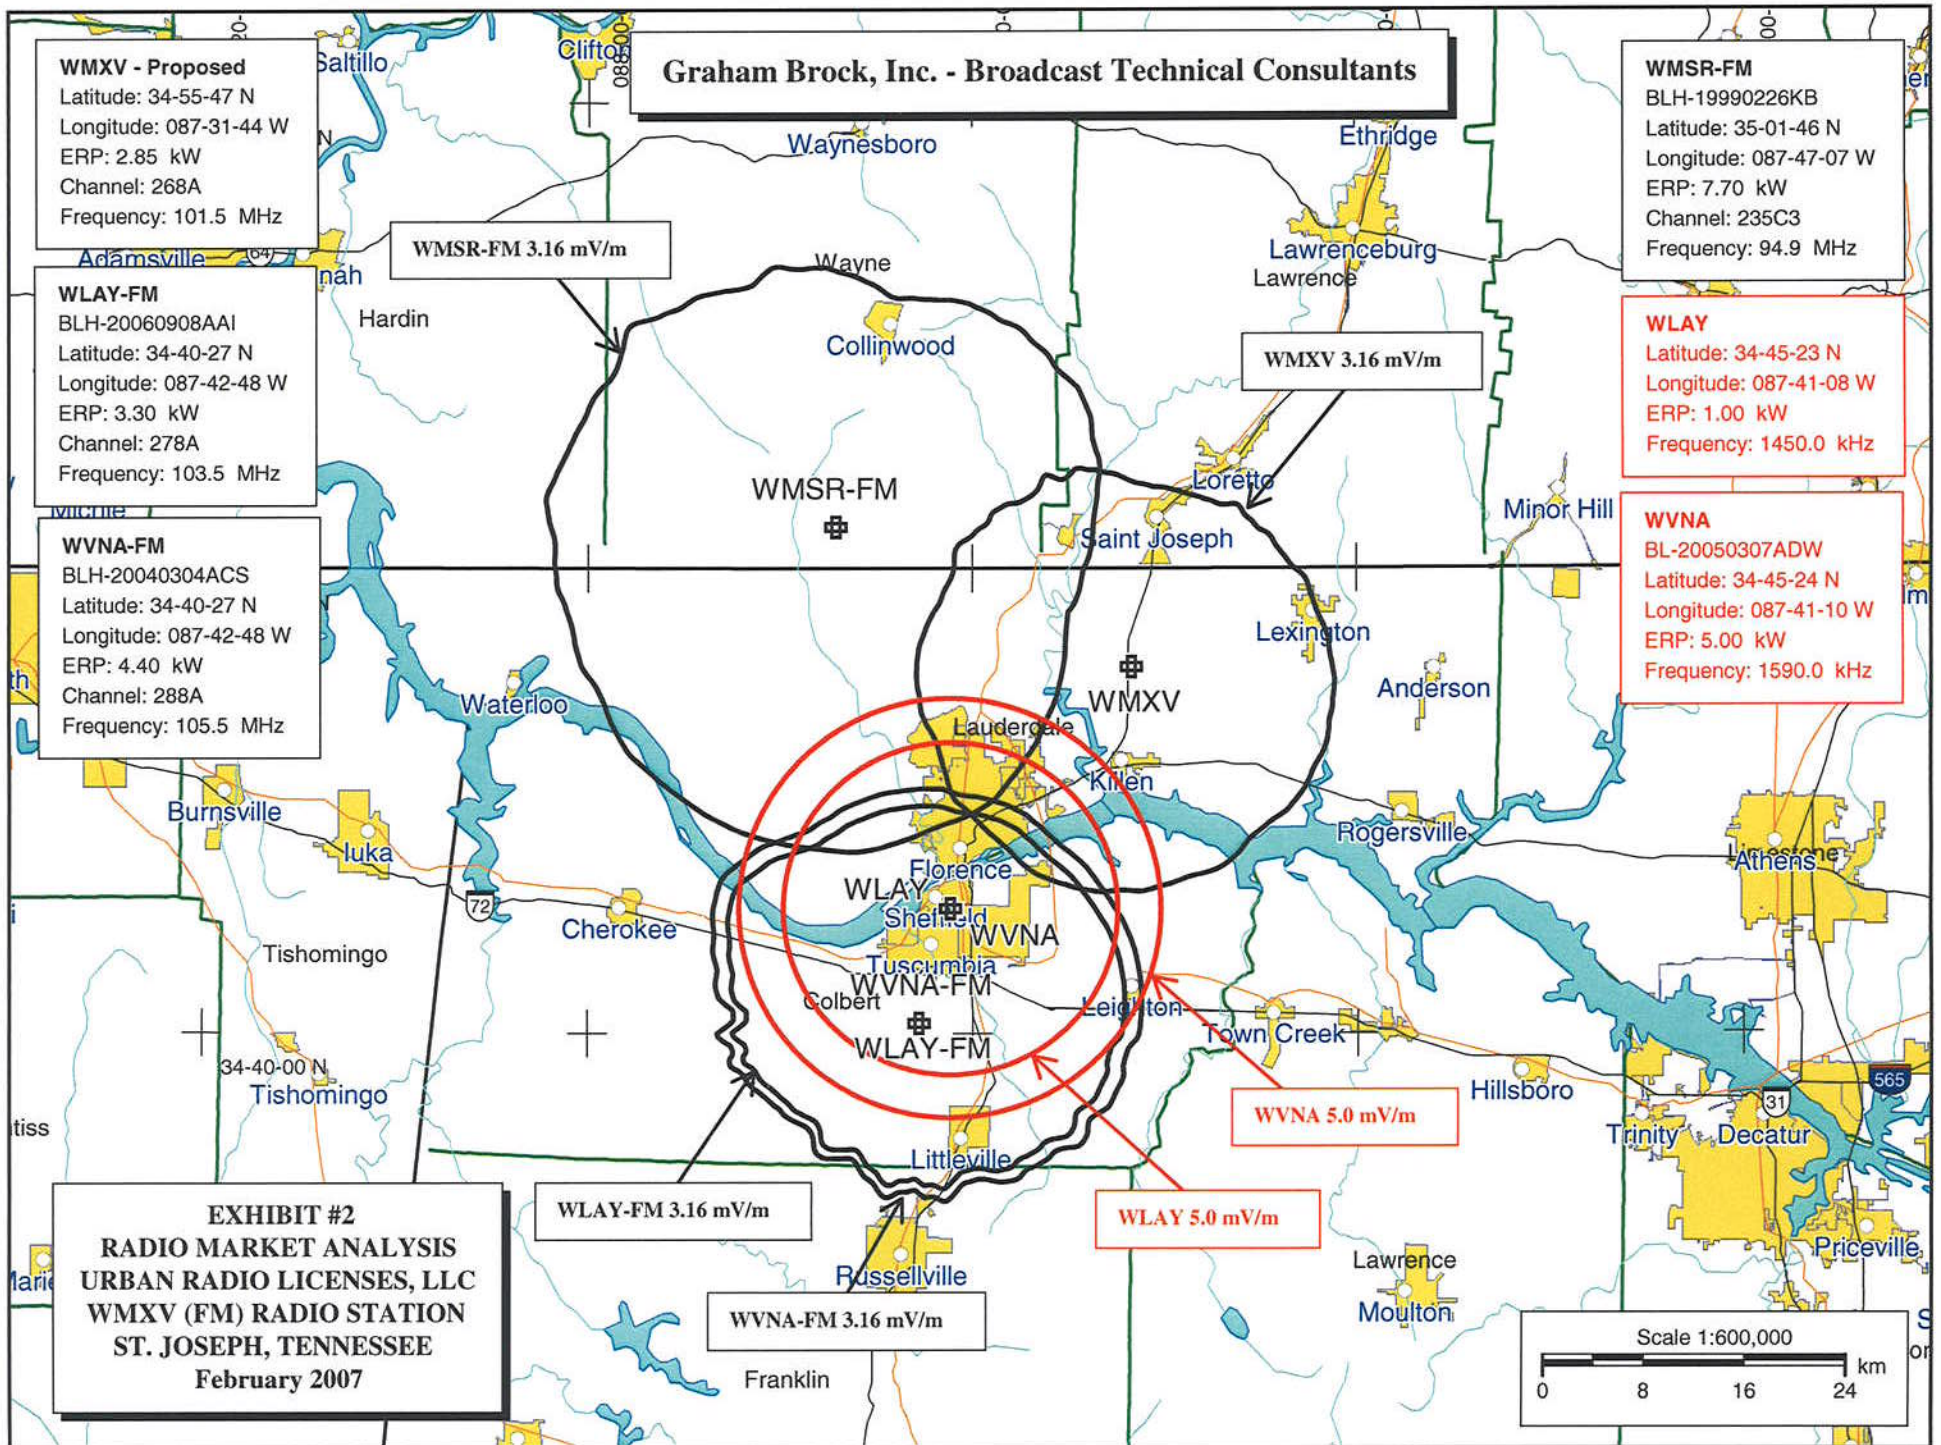 Graham Brock, Inc. - Broadcast Technical Consultants
WMXV - Proposed
Latitude: 34-55-47 N
Longitude: 087-31-44 W
ERP: 2.85 kW
Channel: 268A
Frequency: 101.5 MHz
WLAY-FM
BLH-20060908AAI
Latitude: 34-40-27 N
Longitude: 087-42-48 W
ERP: 3.30 kW
Channel: 278A
Frequency: 103.5 MHz
WVNA-FM
BLH-20040304ACS
Latitude: 34-40-27 N
Longitude: 087-42-48 W
ERP: 4.40 kW
Channel: 288A
Frequency: 105.5 MHz
WMSR-FM
BLH-19990226KB
Latitude: 35-01-46 N
Longitude: 087-47-07 W
ERP: 7.70 kW
Channel: 235C3
Frequency: 94.9 MHz
WLAY
Latitude: 34-45-23 N
Longitude: 087-41-08 W
ERP: 1.00 kW
Frequency: 1450.0 kHz
WVNA
BL-20050307ADW
Latitude: 34-45-24 N
Longitude: 087-41-10 W
ERP: 5.00 kW
Frequency: 1590.0 kHz
Saltillo
Clifton
Waynesboro
Ethridge
Adamsville
64
nah
Hardin
WMSR-FM 3.16 mV/m
Wayne
Collinwood
Lawrenceburg
Lawrence
WMXV 3.16 mV/m
WMSR-FM
Loretto
Saint Joseph
Minor Hill
Michie
Lexington
Anderson
WMXV
Waterloo
Lauderdale
Killen
Burnsville
Iuka
Rogersville
Limestone
Athens
Florence
WLAY
Sheffield
WVNA
72
Cherokee
Tishomingo
Tuscumbia
WVNA-FM
Colbert
Leighton
Town Creek
WLAY-FM
34-40-00 N
Tishomingo
Hillsboro
565
31
Trinity
Decatur
WVNA 5.0 mV/m
Littleville
WLAY-FM 3.16 mV/m
WLAY 5.0 mV/m
Priceville
Russellville
Lawrence
Moulton
WVNA-FM 3.16 mV/m
Franklin
EXHIBIT #2
RADIO MARKET ANALYSIS
URBAN RADIO LICENSES, LLC
WMXV (FM) RADIO STATION
ST. JOSEPH, TENNESSEE
February 2007
Scale 1:600,000
km
0 8 16 24